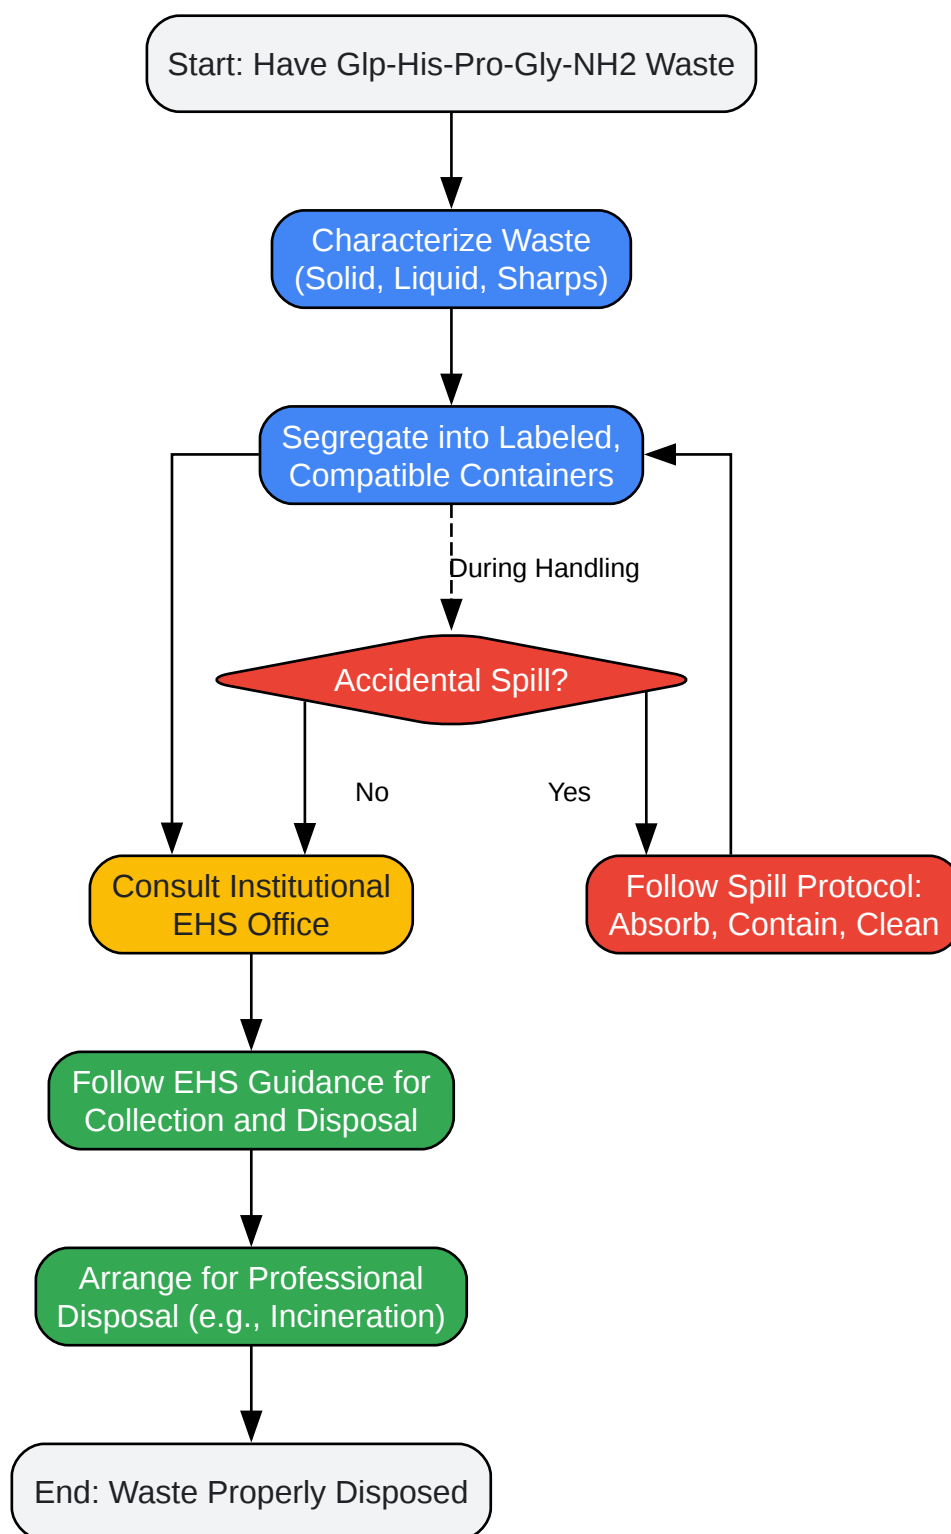 Start: Have Glp-His-Pro-Gly-NH2 Waste
Characterize Waste
(Solid, Liquid, Sharps)
Segregate into Labeled,
Compatible Containers
During Handling
Accidental Spill?
No
Yes
Consult Institutional
EHS Office
Follow Spill Protocol:
Absorb, Contain, Clean
Follow EHS Guidance for
Collection and Disposal
Arrange for Professional
Disposal (e.g., Incineration)
End: Waste Properly Disposed